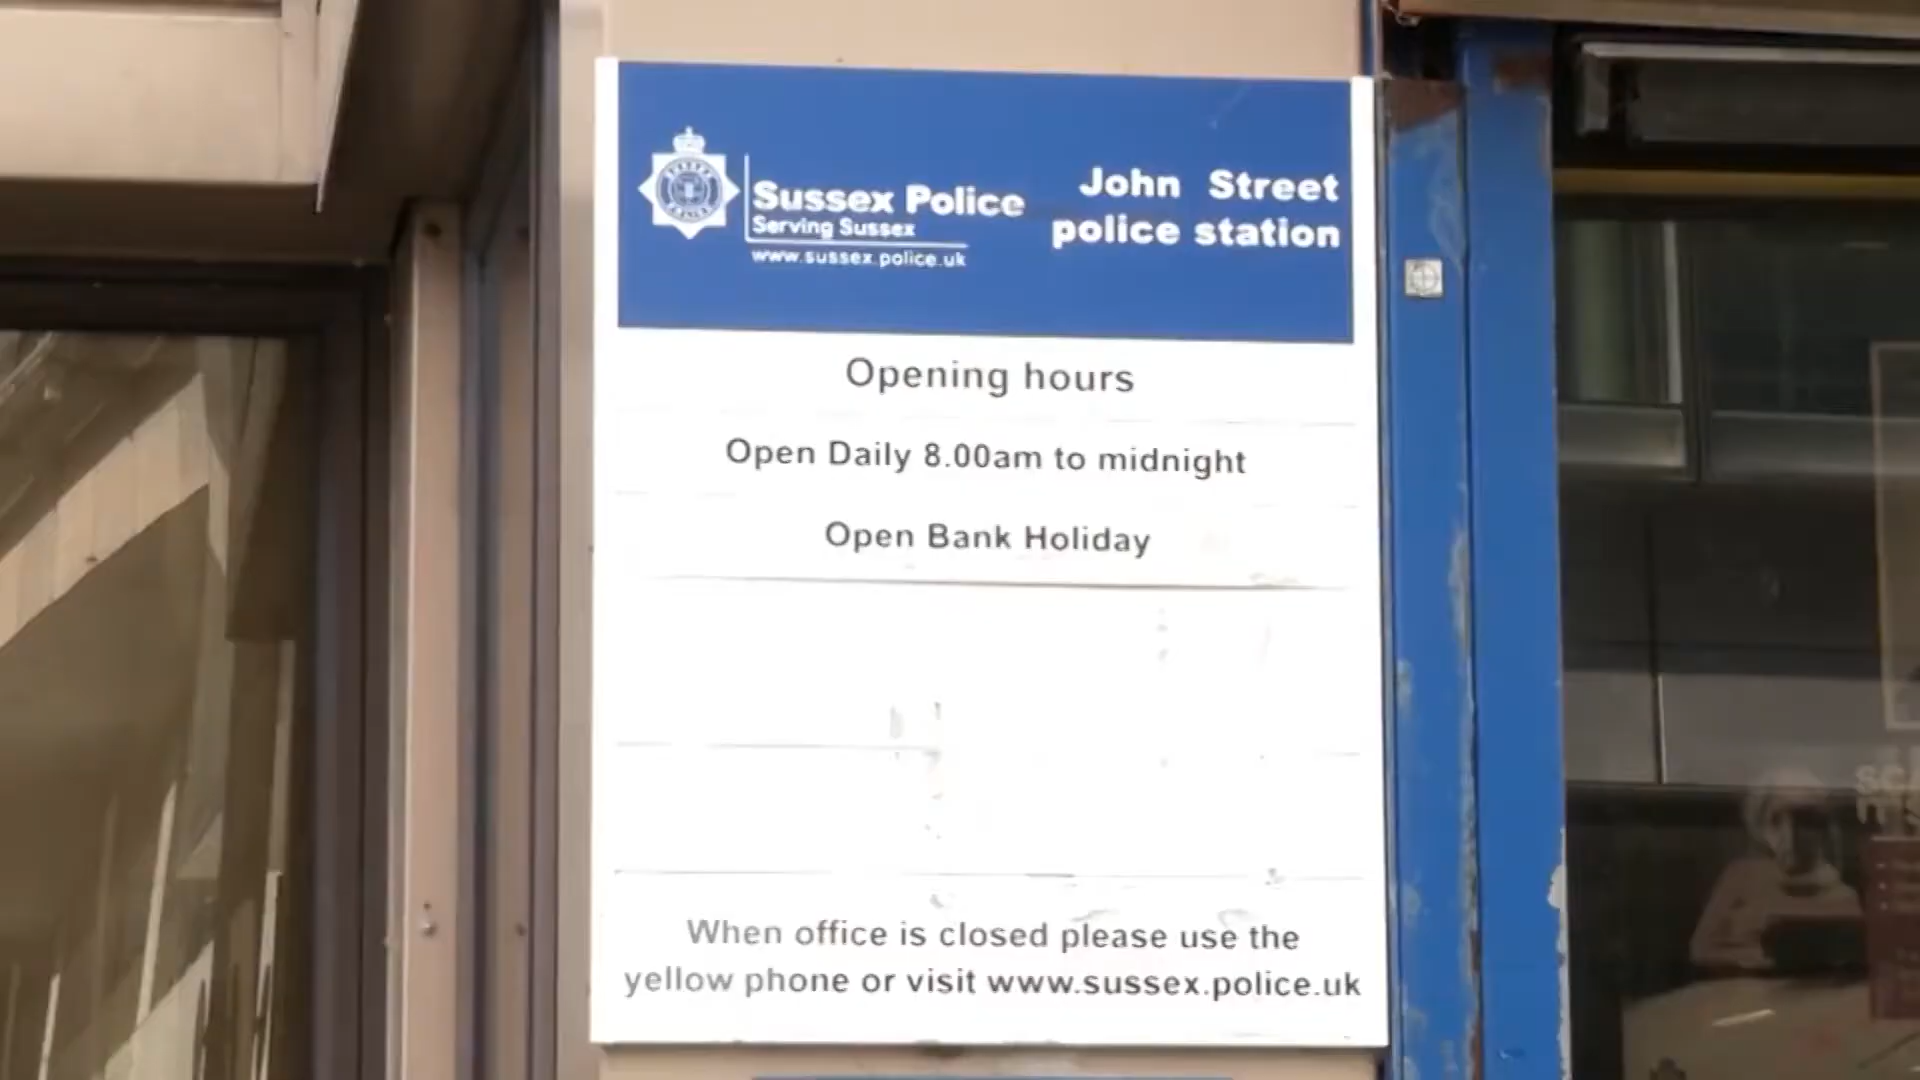 Sussex Police
Serving Sussex
www.sussex.police.uk
John Street
police station
Opening hours
Open Daily 8.00am to midnight
Open Bank Holiday
When office is closed please use the
yellow phone or visit www.sussex.police.uk